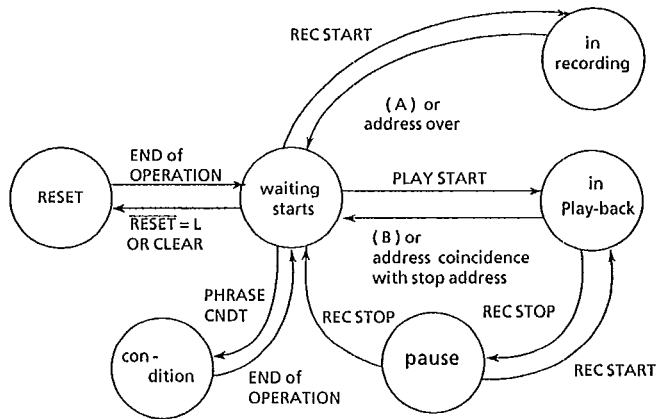 REC START
in
recording
(A) or
address over
END of
OPERATION
RESET
waiting
starts
PLAY START
in
Play-back
RESET = L
OR CLEAR
(B) or
address coincidence
with stop address
PHRASE
CNDT
REC STOP
REC STOP
con-
dition
pause
END of
OPERATION
REC START